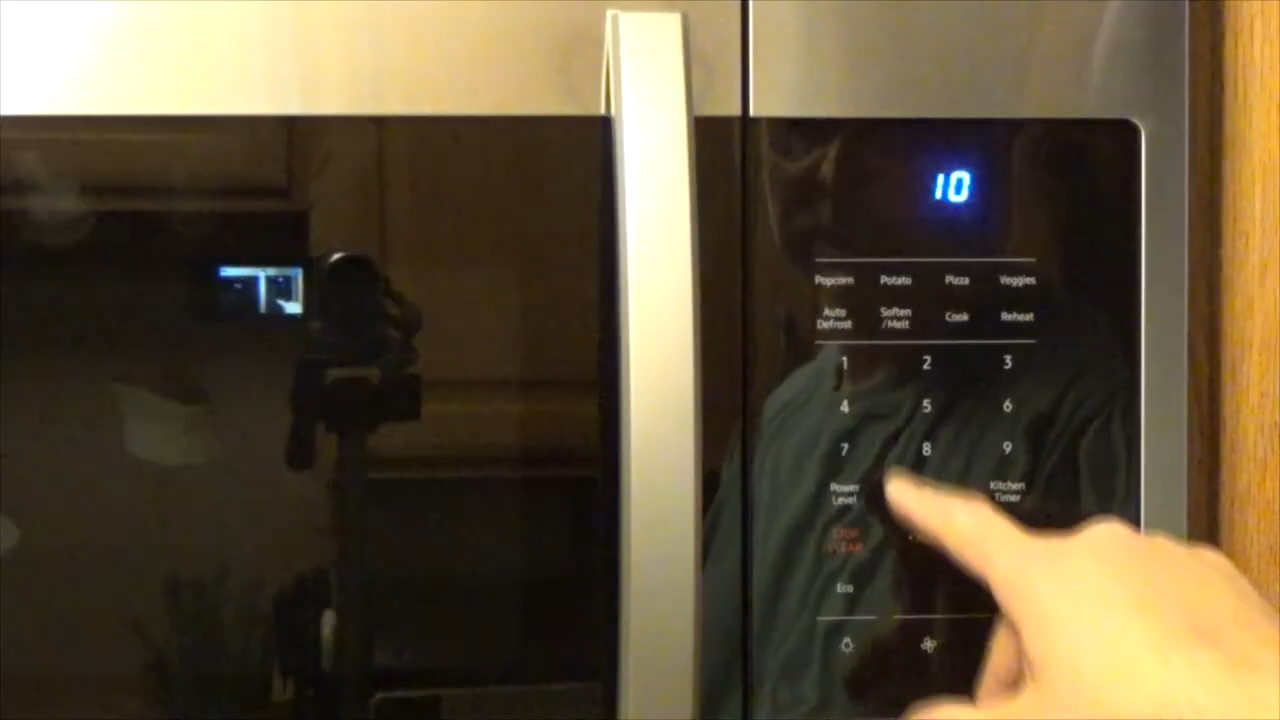 10
Popcorn Potato Pizza Veggies
Auto Defrost Soften /Melt Cook Reheat
1 2 3
4 5 6
7 8 9
Power Level Kitchen Timer
Eco